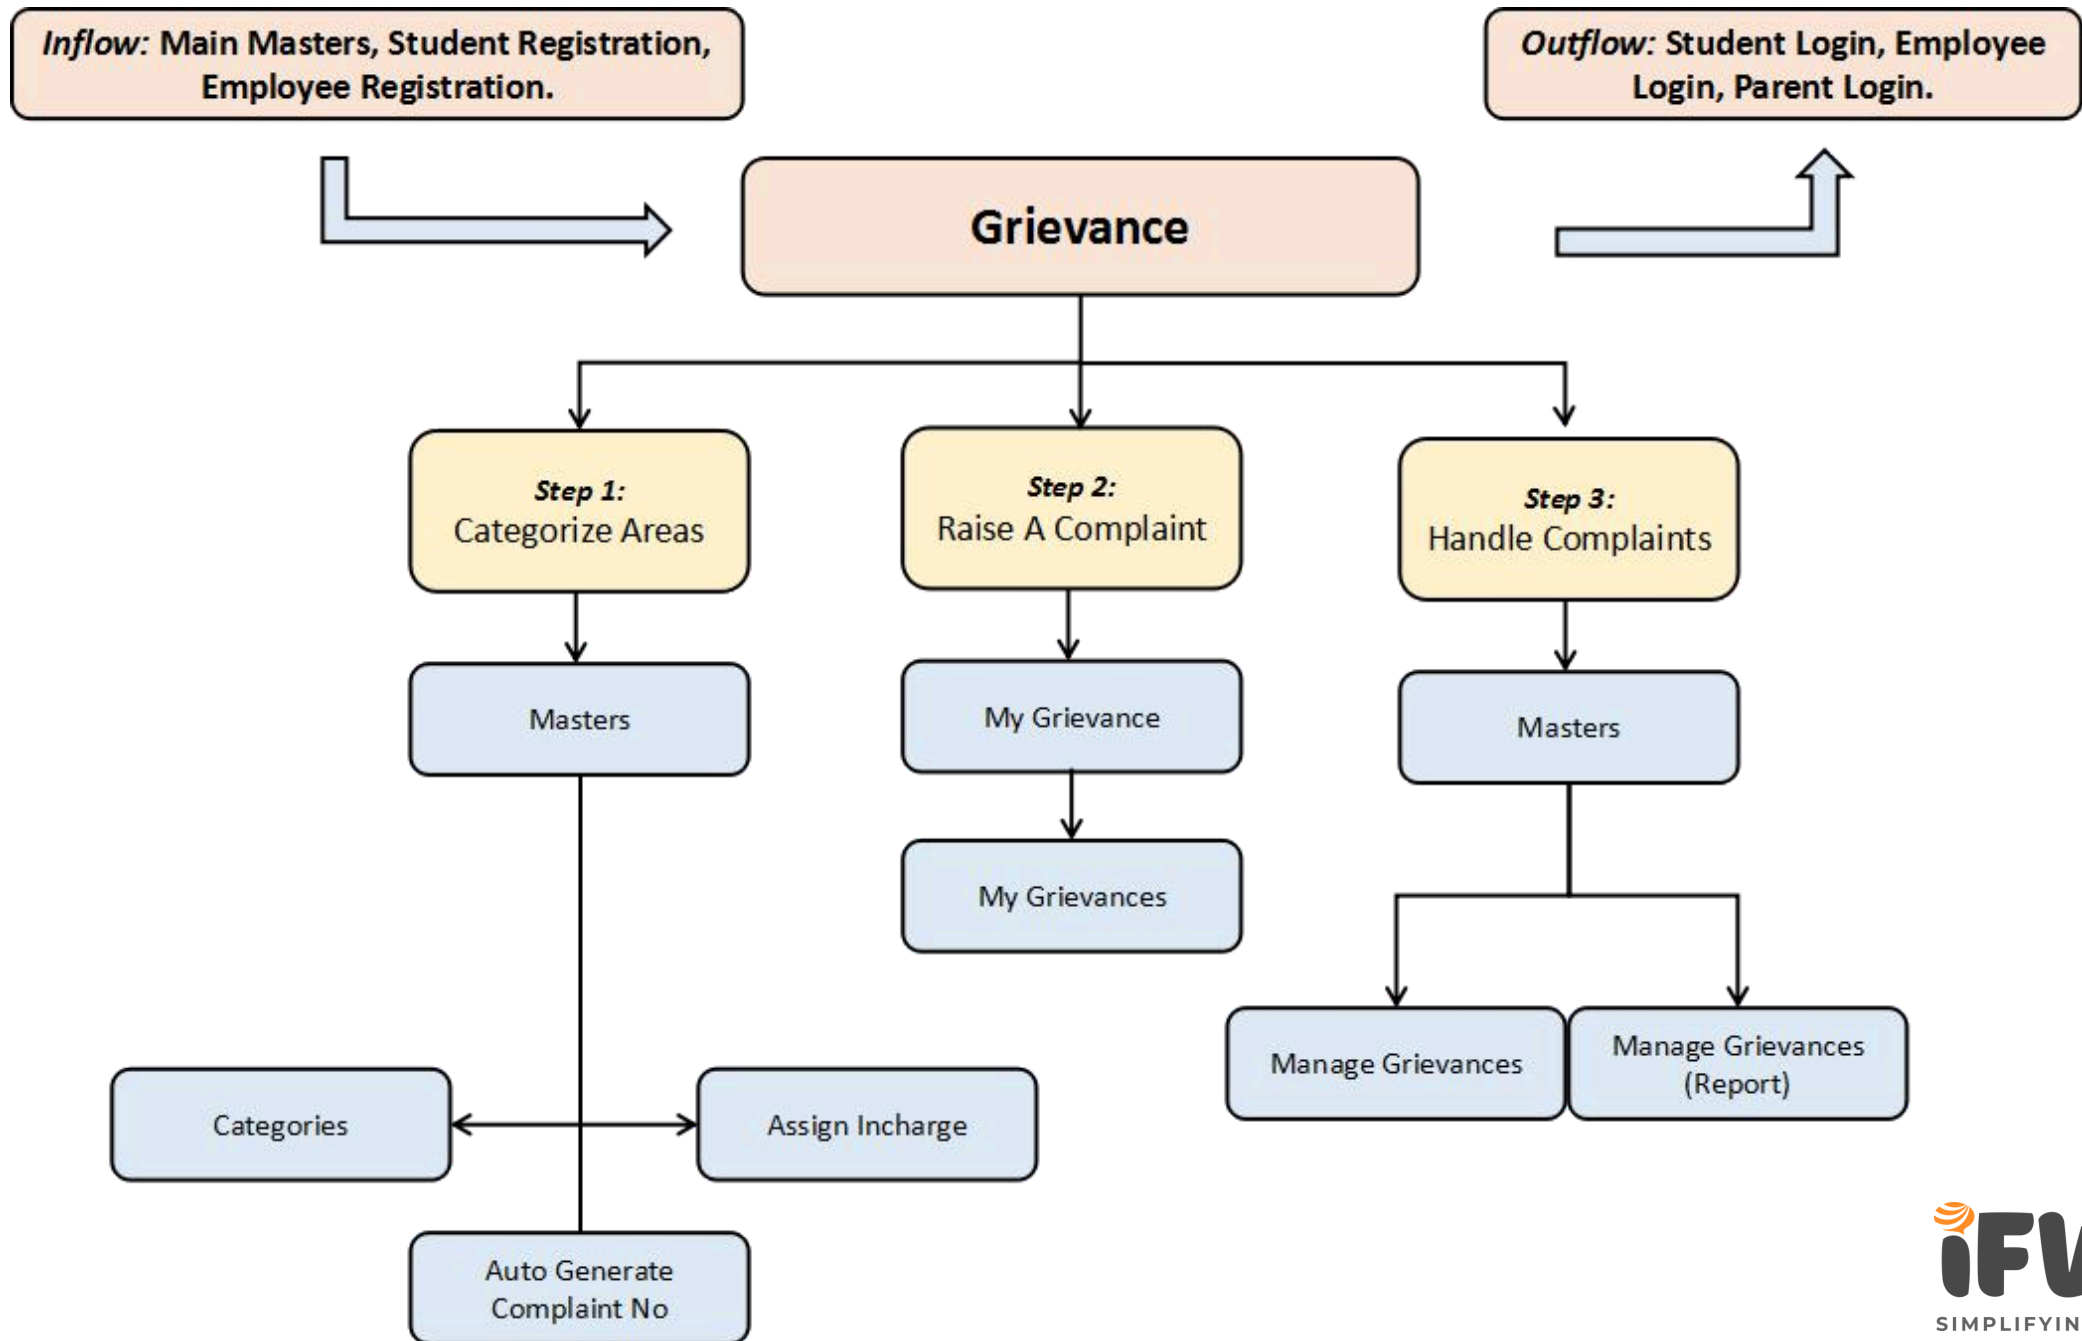 Inflow: Main Masters, Student Registration,
Employee Registration.
Outflow: Student Login, Employee
Login, Parent Login.
Grievance
Step 1:
Categorize Areas
Step 2:
Raise A Complaint
Step 3:
Handle Complaints
Masters
My Grievance
Masters
My Grievances
Manage Grievances
Manage Grievances
(Report)
Categories
Assign Incharge
Auto Generate
Complaint No